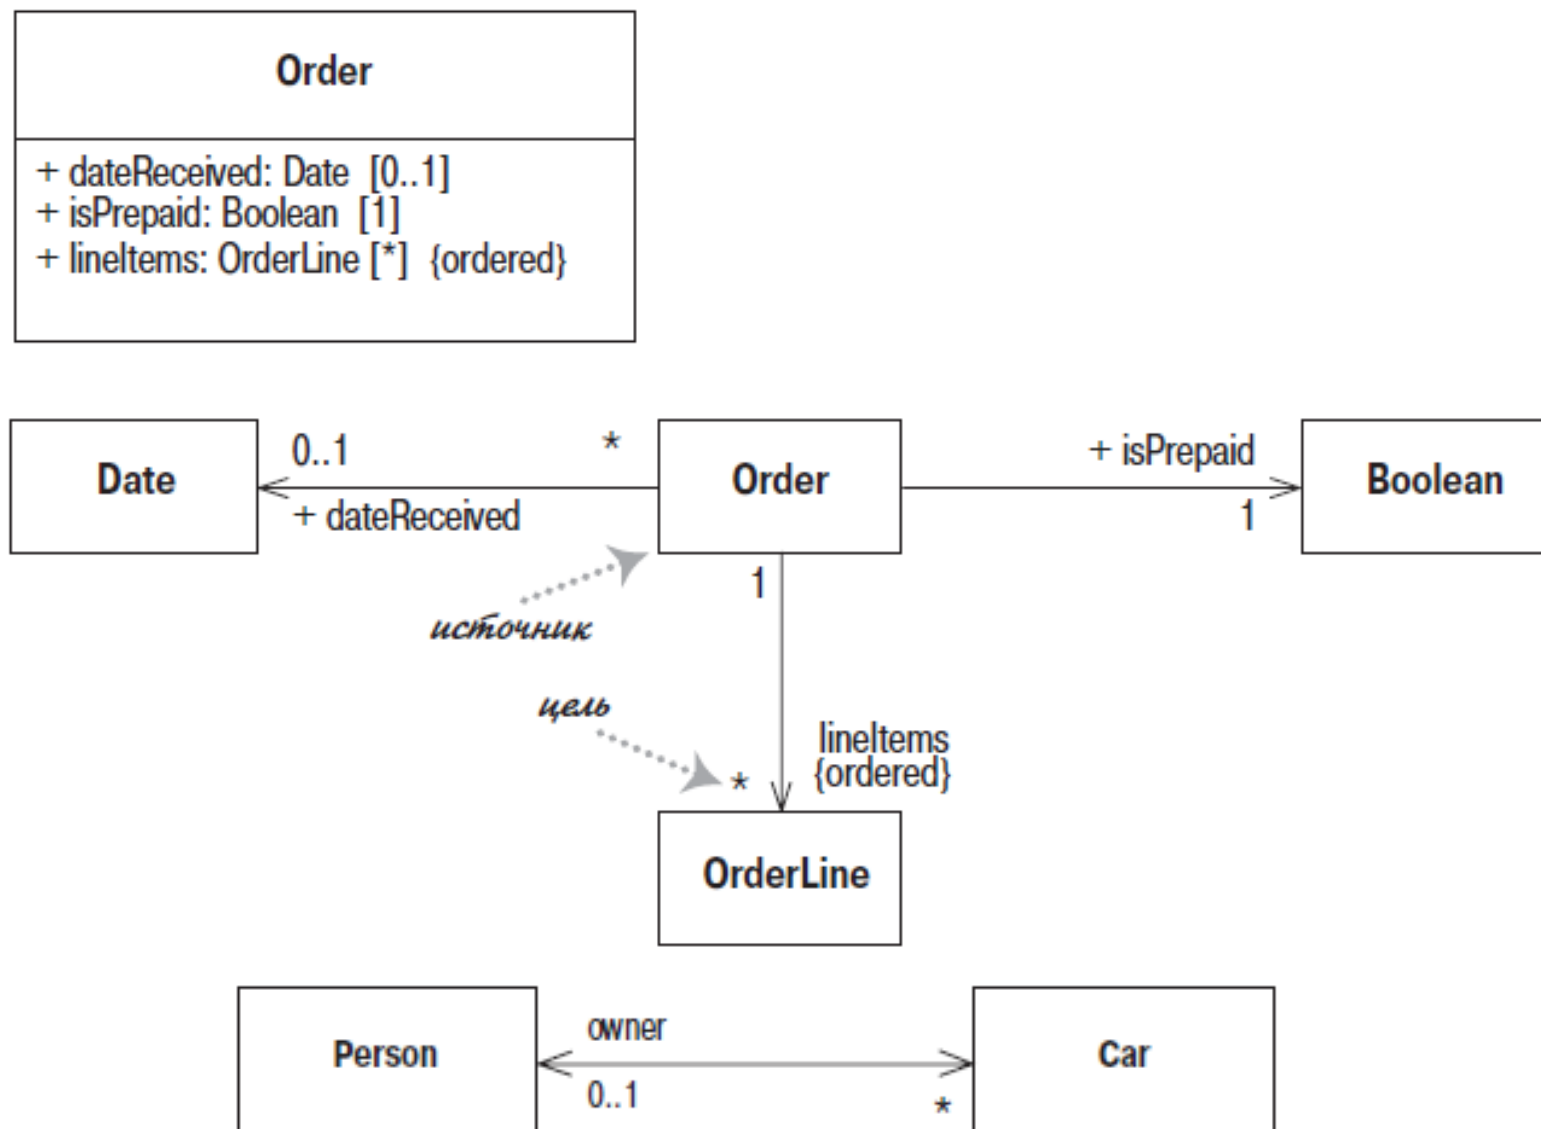 Order
+ dateReceived: Date [0..1]
+ isPrepaid: Boolean [1]
+ lineItems: OrderLine [*] {ordered}
Date
0..1
*
+ dateReceived
Order
+ isPrepaid
1
Boolean
1
источник
цель
*
lineItems
{ordered}
OrderLine
Person
owner
0..1
*
Car